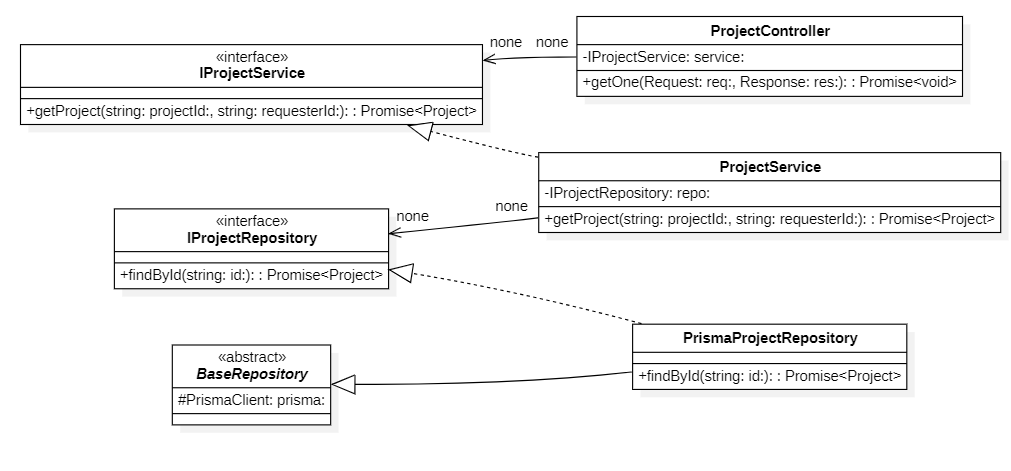 ProjectController
-IProjectService: service:
+getOne(Request: req:, Response: res:): : Promise<void>
none
none
«interface»
IProjectService
+getProject(string: projectId:, string: requesterId:): : Promise<Project>
ProjectService
-IProjectRepository: repo:
+getProject(string: projectId:, string: requesterId:): : Promise<Project>
none
none
«interface»
IProjectRepository
+findById(string: id:): : Promise<Project>
PrismaProjectRepository
+findById(string: id:): : Promise<Project>
«abstract»
BaseRepository
#PrismaClient: prisma: